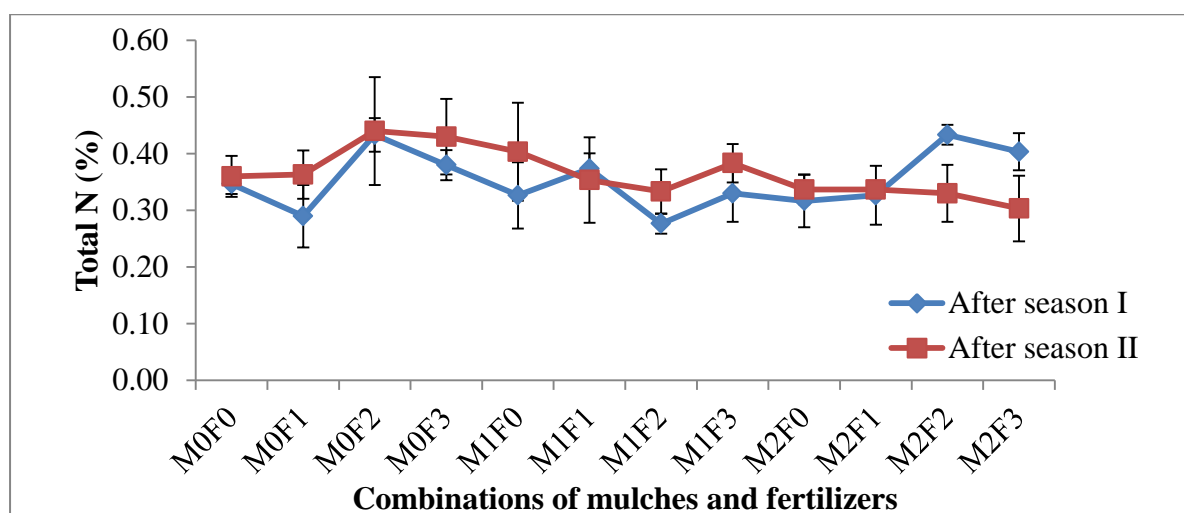 0.60
0.50
0.40
0.30
0.20
0.10
0.00
Total N (%)
After season I
After season II
M0F0
M0F1
M0F2
M0F3
M1F0
M1F1
M1F2
M1F3
M2F0
M2F1
M2F2
M2F3
Combinations of mulches and fertilizers